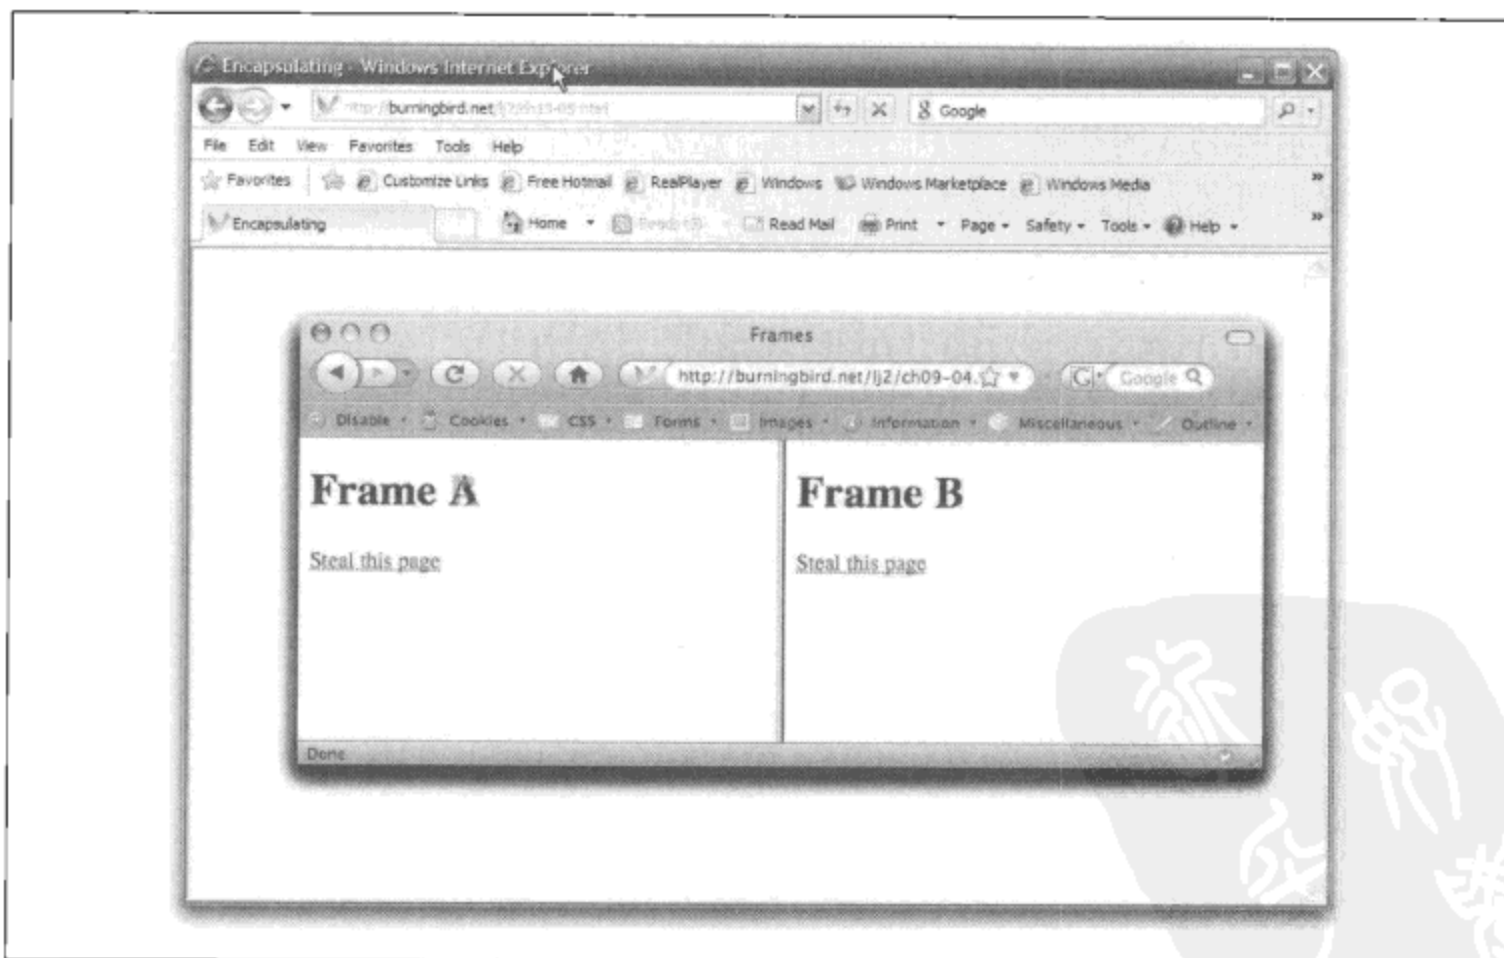 Encapsulating - Windows Internet Explorer
http://burningbird.net Google
File Edit View Favorites Tools Help
Favorites Customize Links Free Hotmail RealPlayer Windows Windows Marketplace Windows Media
Encapsulating Home Read Mail Print Page Safety Tools Help
Frames
http://burningbird.net/lj2/ch09-04. G Google
Disable Cookies CSS Forms Images Information Miscellaneous Outline
Frame A Frame B
Steal this page Steal this page
Done